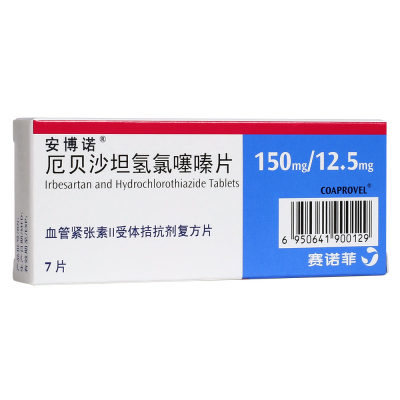 安博诺®
厄贝沙坦氢氯噻嗪片
Irbesartan and Hydrochlorothiazide Tablets
血管紧张素II受体拮抗剂复方片
7片
150mg/12.5mg
COAPROVEL®
6 950641 900129
赛诺菲